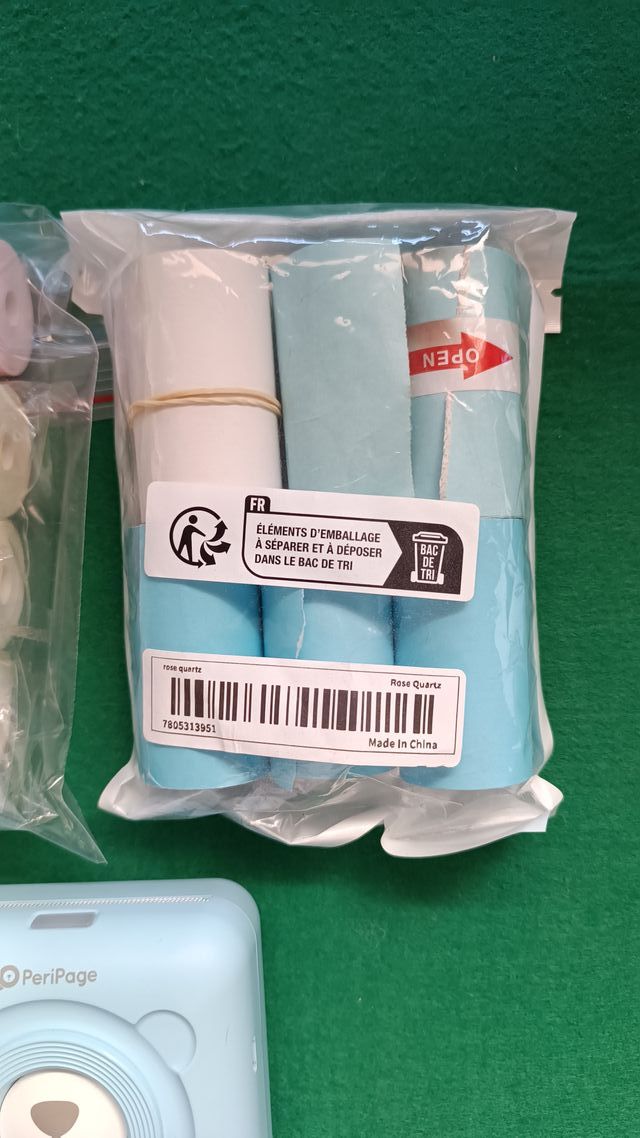 OPEN
FR
ÉLÉMENTS D'EMBALLAGE
À SÉPARER ET À DÉPOSER
DANS LE BAC DE TRI
BAC
DE
TRI
rose quartz
Rose Quartz
7805313951
Made In China
PeriPage